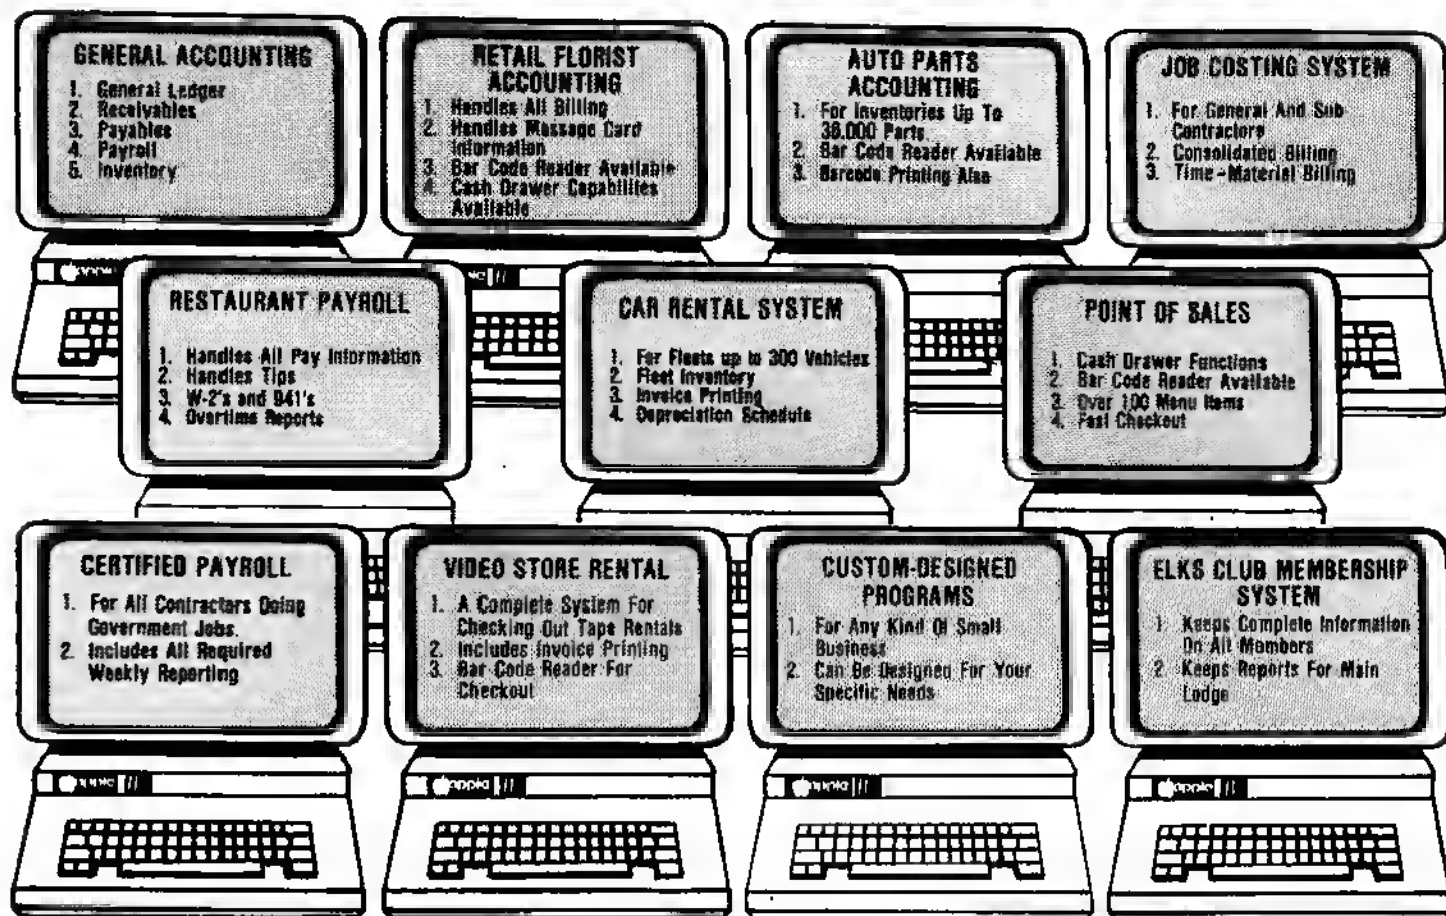 GENERAL ACCOUNTING
1. General Ledger
2. Receivables
3. Payables
4. Payroll
5. Inventory
RETAIL FLORIST
ACCOUNTING
1. Handles All Billing
2. Handles Message Card
Information
3. Bar Code Reader Available
4. Cash Drawer Capabilities
Available
AUTO PARTS
ACCOUNTING
1. For Inventories Up To
36,000 Parts.
2. Bar Code Reader Available
3. Barcode Printing Also
JOB COSTING SYSTEM
1. For General And Sub
Contractors
2. Consolidated Billing
3. Time-Material Billing
apple
RESTAURANT PAYROLL
1. Handles All Pay Information
2. Handles Tips
3. W-2's and 941's
4. Overtime Reports
CAR RENTAL SYSTEM
1. For Fleets up to 300 Vehicles
2. Fleet Inventory
3. Invoice Printing
4. Depreciation Schedule
POINT OF SALES
1. Cash Drawer Functions
2. Bar Code Reader Available
3. Over 100 Menu Items
4. Fast Checkout
CERTIFIED PAYROLL
1. For All Contractors Doing
Government Jobs.
2. Includes All Required
Weekly Reporting
VIDEO STORE RENTAL
1. A Complete System For
Checking Out Tape Rentals
2. Includes Invoice Printing
3. Bar Code Reader For
Checkout
CUSTOM-DESIGNED
PROGRAMS
1. For Any Kind Of Small
Business
2. Can Be Designed For Your
Specific Needs
ELKS CLUB MEMBERSHIP
SYSTEM
1. Keeps Complete Information
On All Members
2. Keeps Reports For Main
Lodge
apple ///
apple ///
apple ///
apple ///